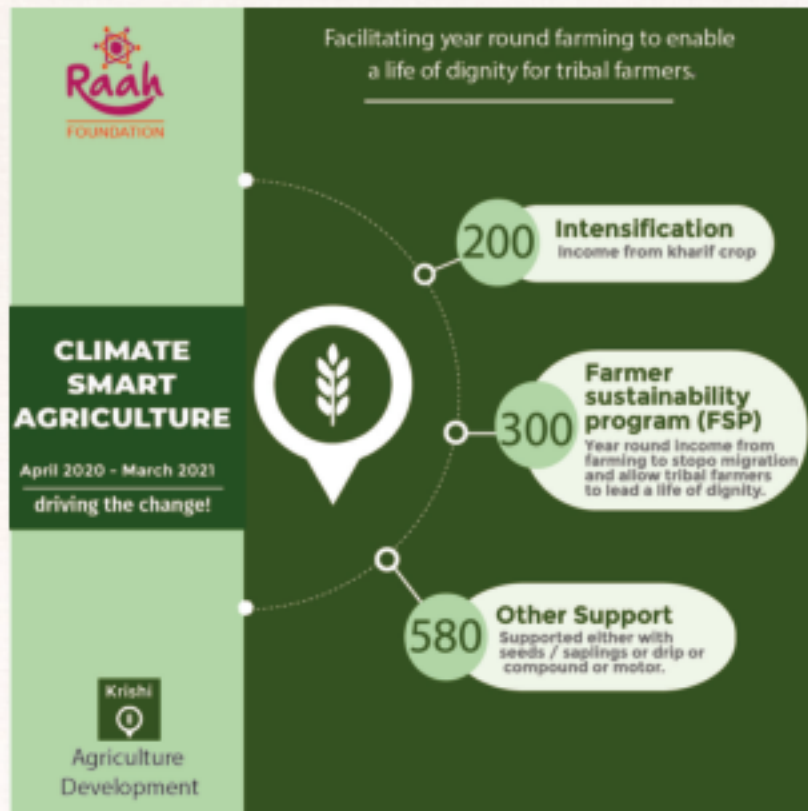 Raah
FOUNDATION
Facilitating year round farming to enable
a life of dignity for tribal farmers.
CLIMATE
SMART
AGRICULTURE
April 2020 - March 2021
driving the change!
200
Intensification
Income from kharif crop
300
Farmer
sustainability
program (FSP)
Year round income from
farming to stopo migration
and allow tribal farmers
to lead a life of dignity.
580
Other Support
Supported either with
seeds / saplings or drip or
compound or motor.
Krishi
Agriculture
Development